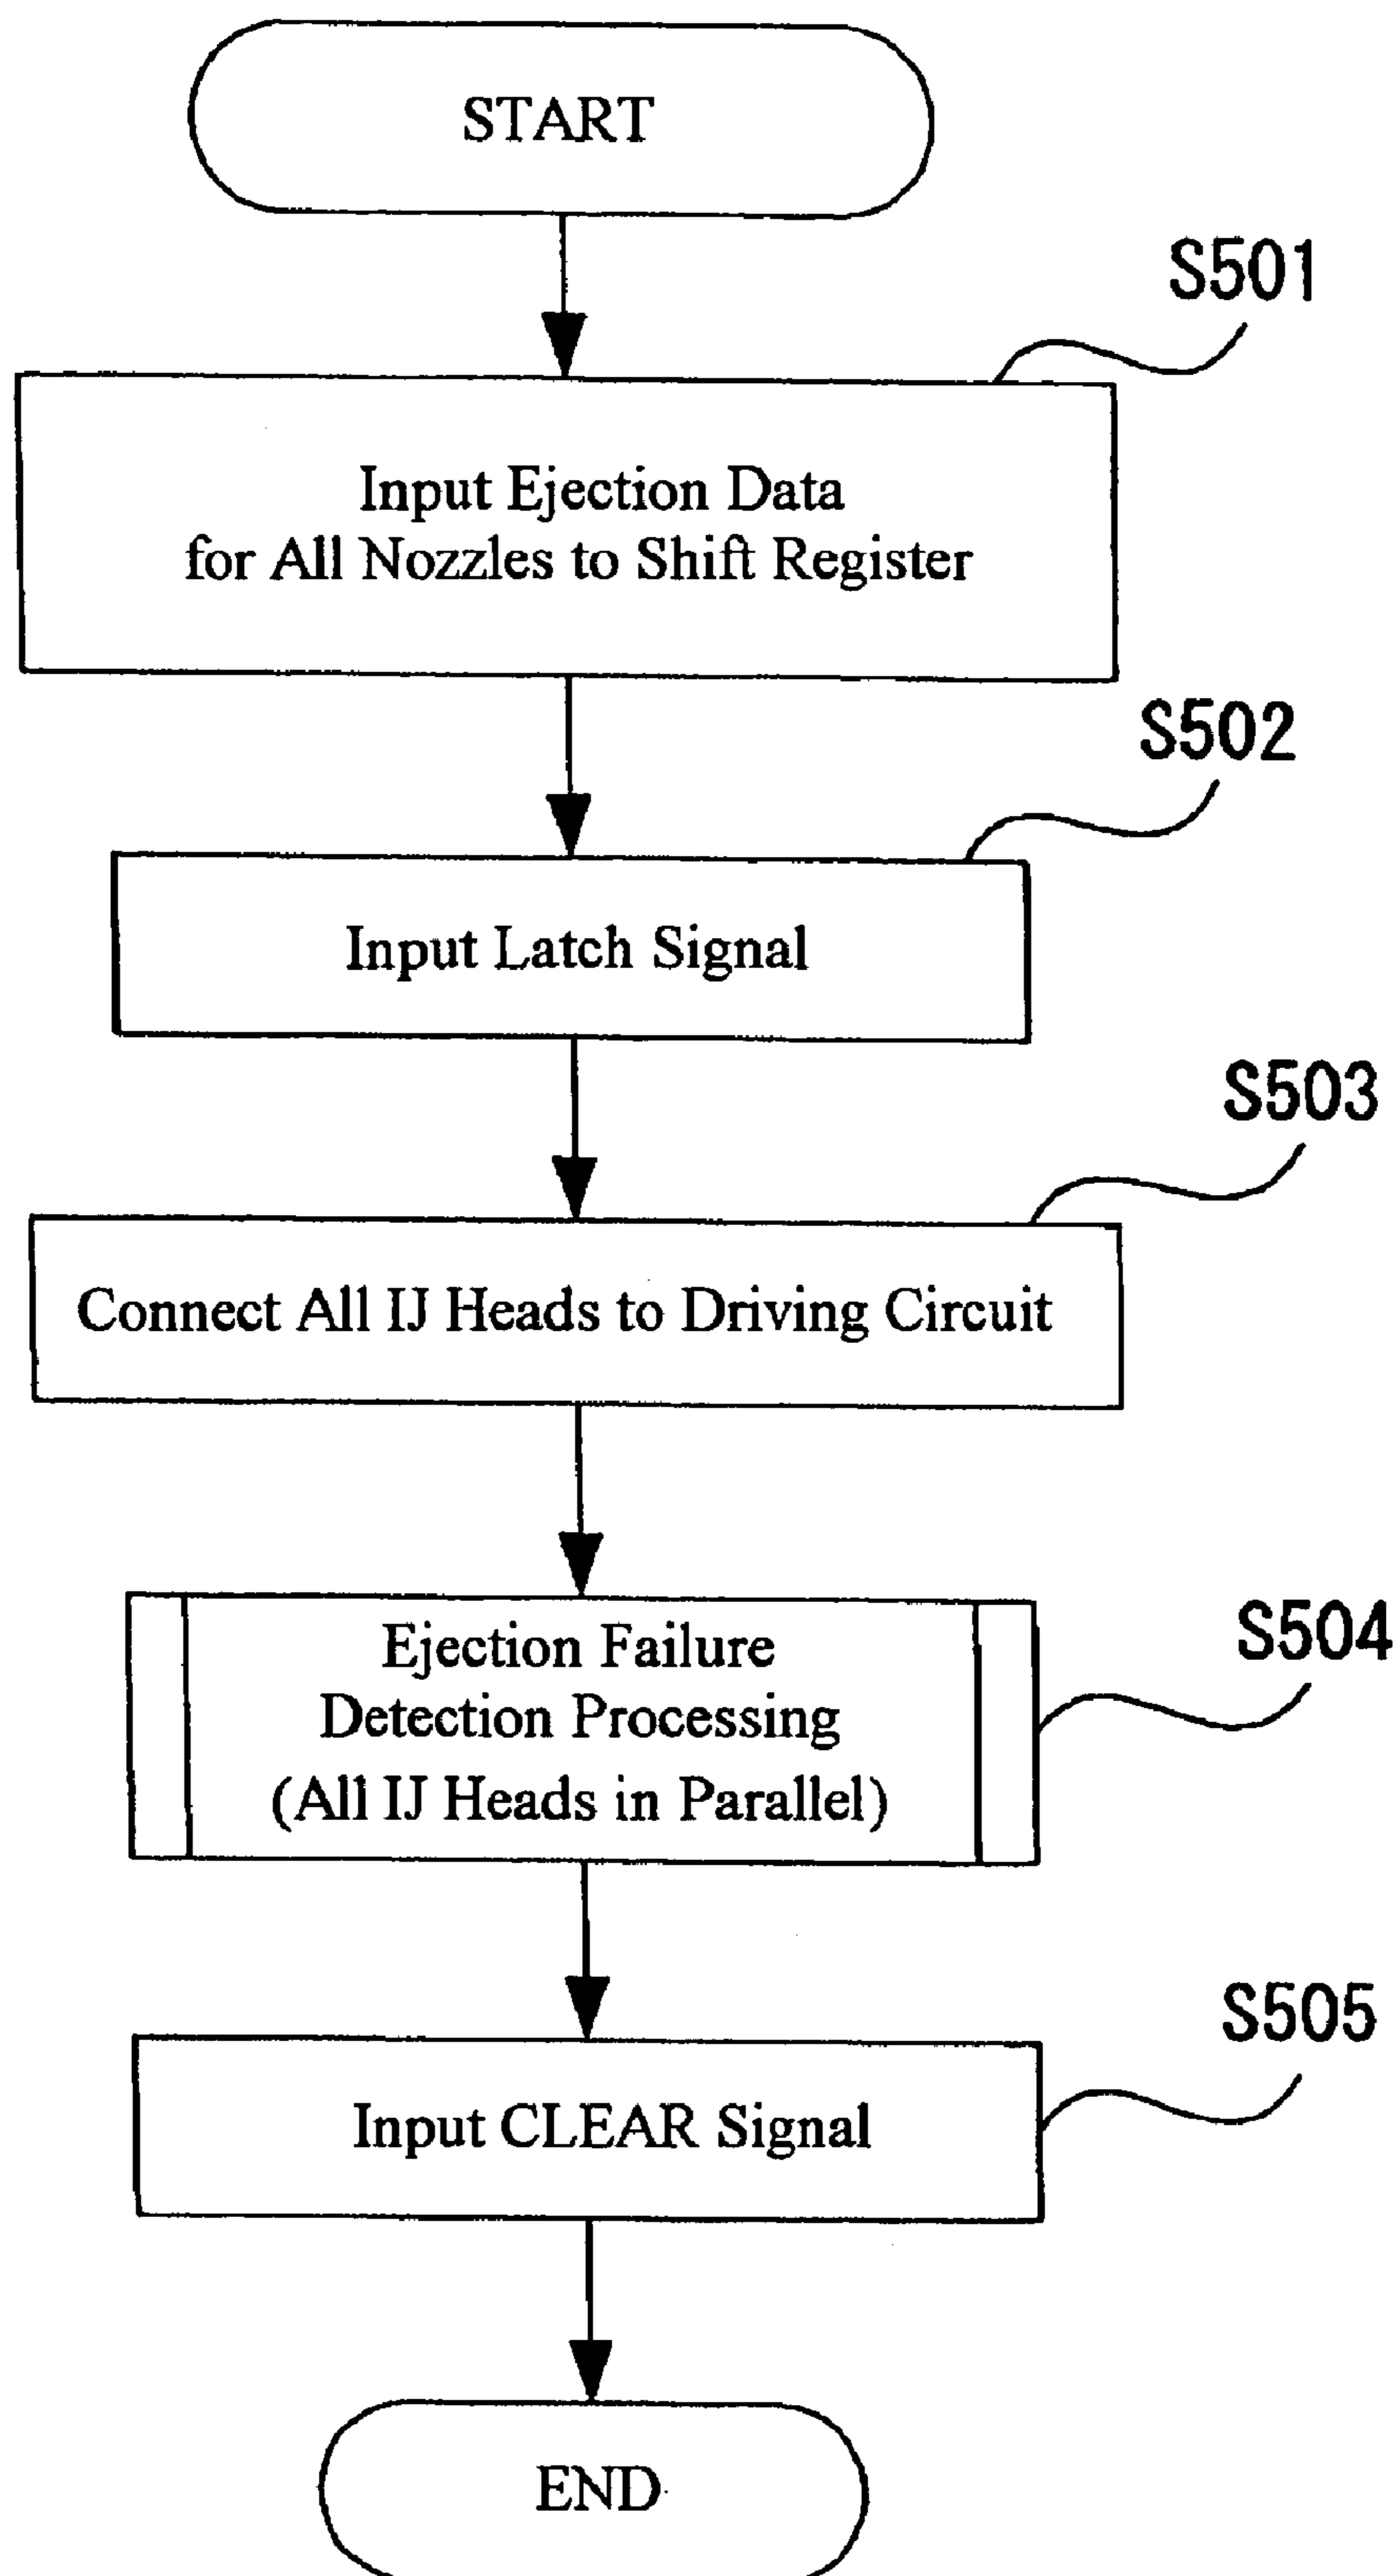 START
S501
Input Ejection Data
for All Nozzles to Shift Register
S502
Input Latch Signal
S503
Connect All IJ Heads to Driving Circuit
S504
Ejection Failure
Detection Processing
(All IJ Heads in Parallel)
S505
Input CLEAR Signal
END